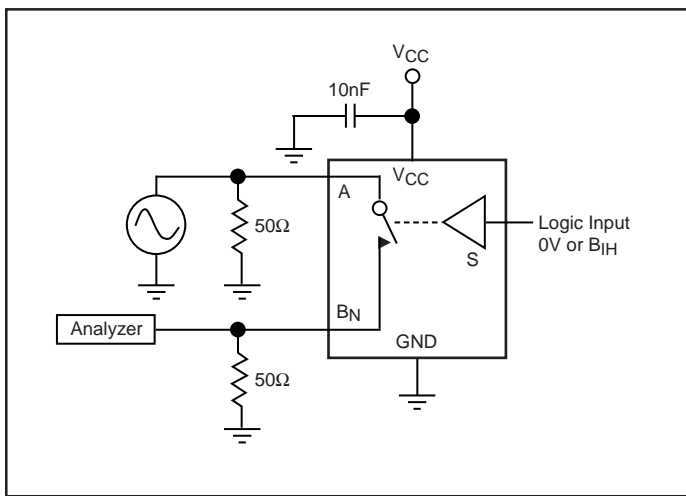 VCC
10nF
VCC
A
50Ω
Logic Input
0V or BIH
S
BN
Analyzer
GND
50Ω